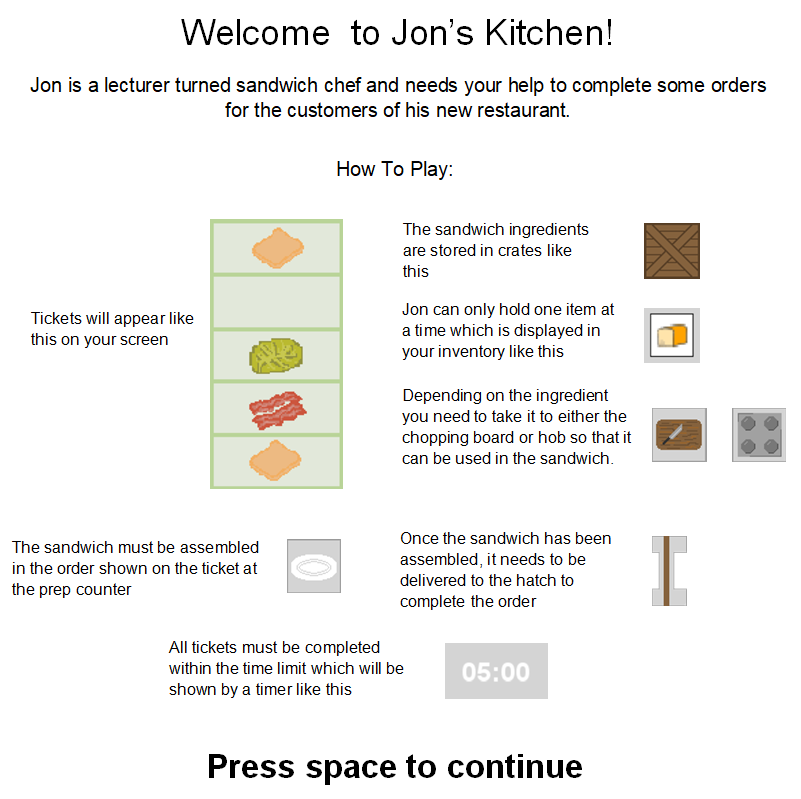 Welcome  to Jon's Kitchen!
Jon is a lecturer turned sandwich chef and needs your help to complete some orders
for the customers of his new restaurant.
How To Play:
Tickets will appear like
this on your screen
The sandwich ingredients
are stored in crates like
this
Jon can only hold one item at
a time which is displayed in
your inventory like this
Depending on the ingredient
you need to take it to either the
chopping board or hob so that it
can be used in the sandwich.
The sandwich must be assembled
in the order shown on the ticket at
the prep counter
Once the sandwich has been
assembled, it needs to be
delivered to the hatch to
complete the order
All tickets must be completed
within the time limit which will be
shown by a timer like this
05:00
Press space to continue